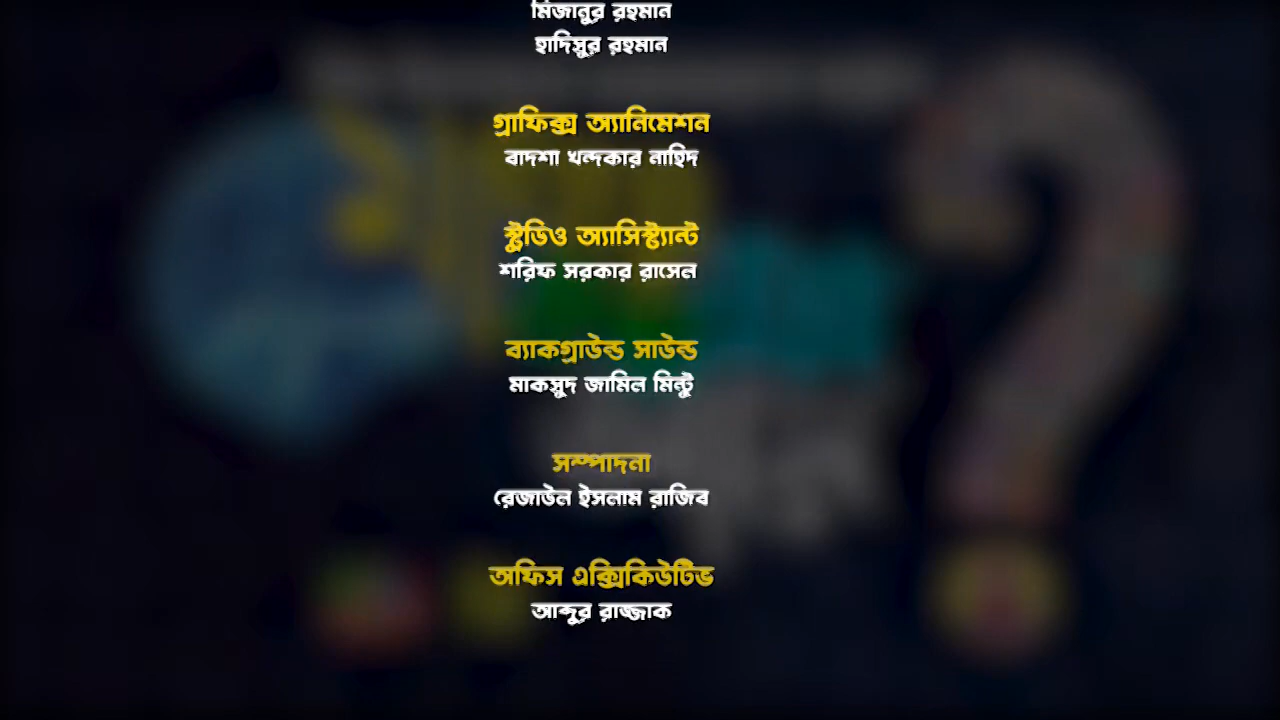 মিজানুর রহমান
হাদিসুর রহমান
গ্রাফিক্স অ্যানিমেশন
বাদশা খন্দকার নাহিদ
স্টুডিও অ্যাসিস্ট্যান্ট
শরিফ সরকার রাসেল
ব্যাকগ্রাউন্ড সাউন্ড
মাকসুদ জামিল মিন্টু
সম্পাদনা
রেজাউল ইসলাম রাজিব
অফিস এক্সিকিউটিভ
আব্দুর রাজ্জাক